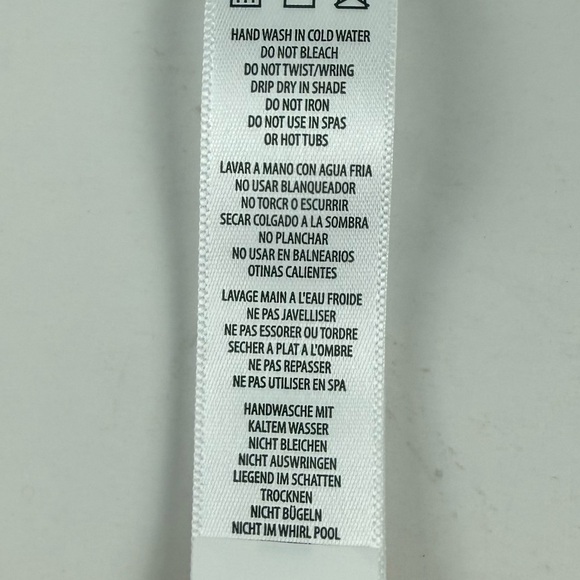 HAND WASH IN COLD WATER
DO NOT BLEACH
DO NOT TWIST/WRING
DRIP DRY IN SHADE
DO NOT IRON
DO NOT USE IN SPAS
OR HOT TUBS
LAVAR A MANO CON AGUA FRIA
NO USAR BLANQUEADOR
NO TORCR O ESCURRIR
SECAR COLGADO A LA SOMBRA
NO PLANCHAR
NO USAR EN BALNEARIOS
OTINAS CALIENTES
LAVAGE MAIN A L'EAU FROIDE
NE PAS JAVELLISER
NE PAS ESSORER OU TORDRE
SECHER A PLAT A L'OMBRE
NE PAS REPASSER
NE PAS UTILISER EN SPA
HANDWASCHE MIT
KALTEM WASSER
NICHT BLEICHEN
NICHT AUSWRINGEN
LIEGEND IM SCHATTEN
TROCKNEN
NICHT BÜGELN
NICHT IM WHIRL POOL